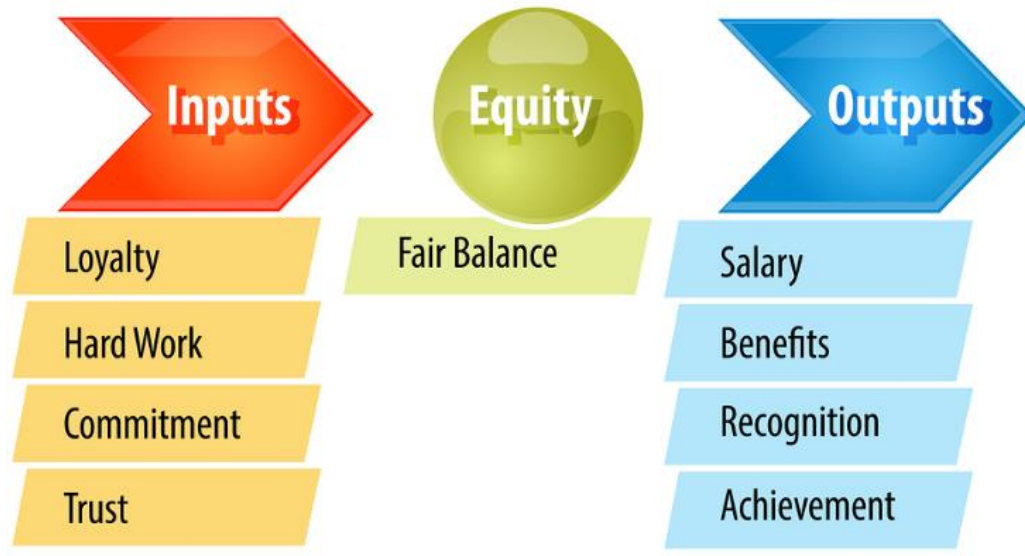 Inputs
Equity
Outputs
Loyalty
Hard Work
Commitment
Trust
Fair Balance
Salary
Benefits
Recognition
Achievement